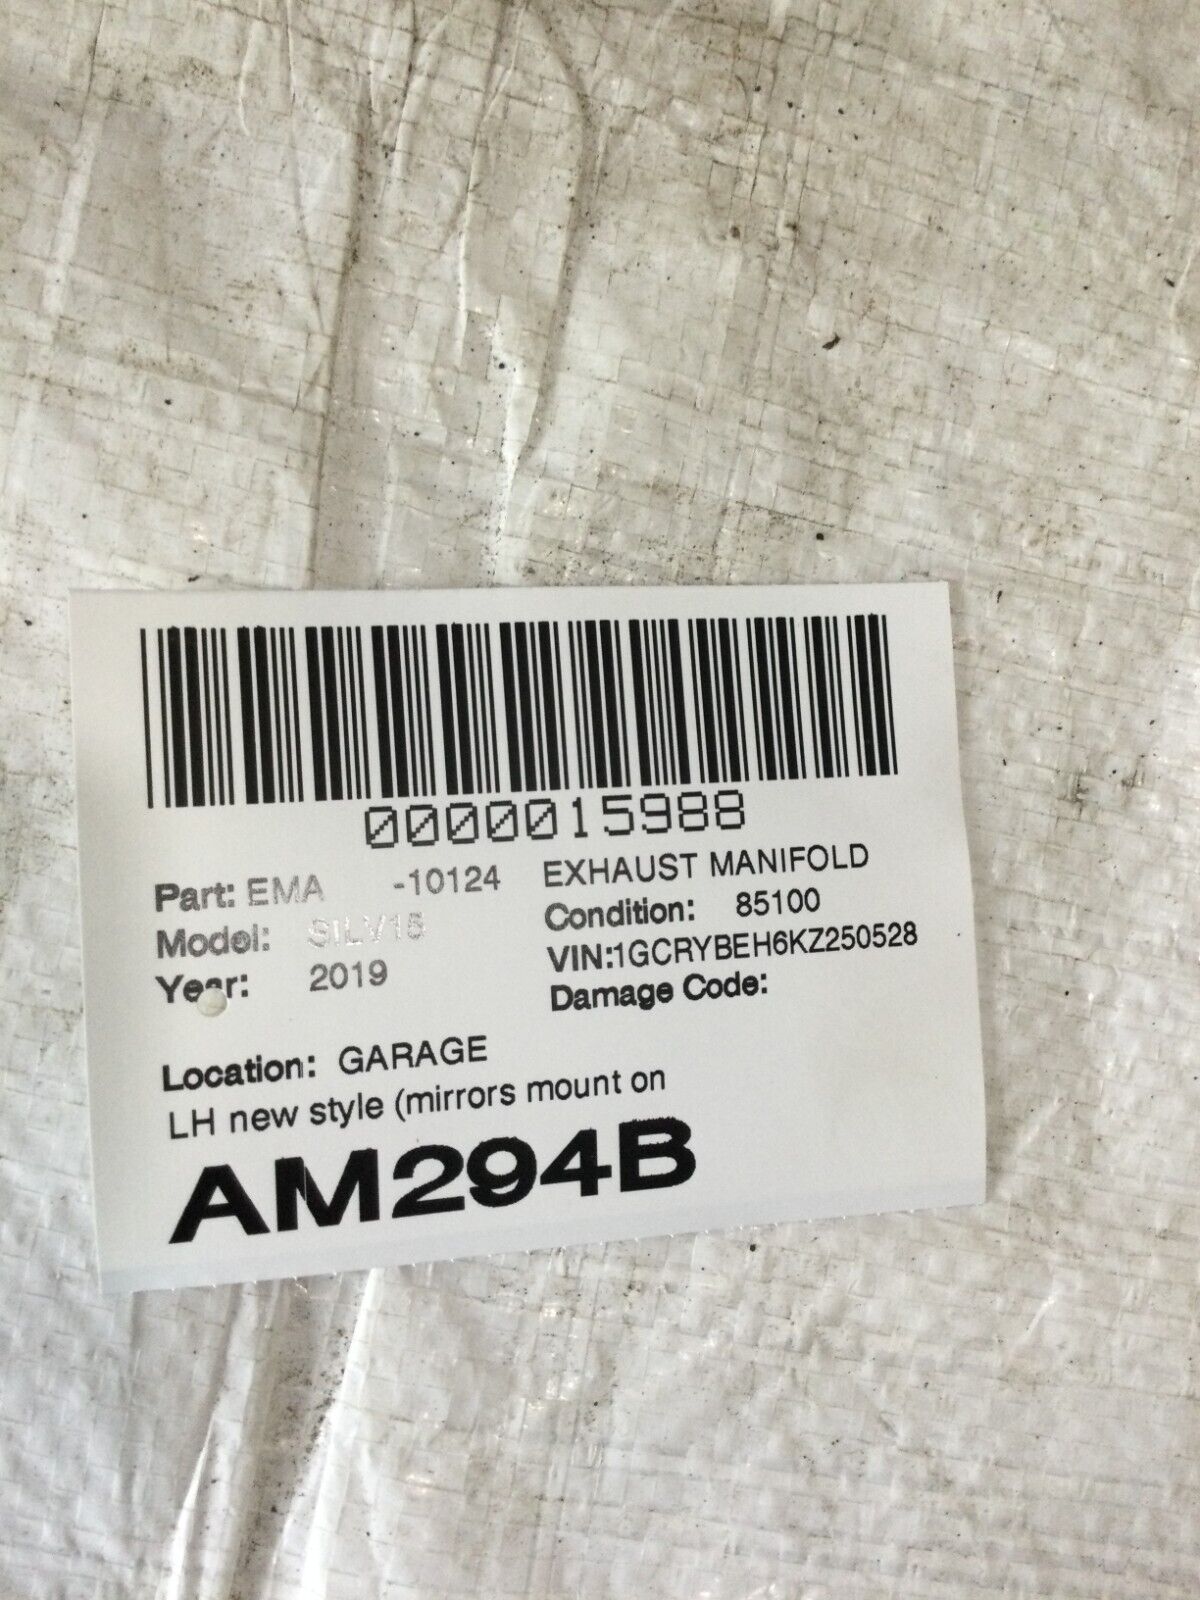 0000015988
Part: EMA -10124 EXHAUST MANIFOLD
Model: SILV15 Condition: 85100
Year: 2019 VIN:1GCRYBEH6KZ250528
Damage Code:
Location: GARAGE
LH new style (mirrors mount on
AM294B